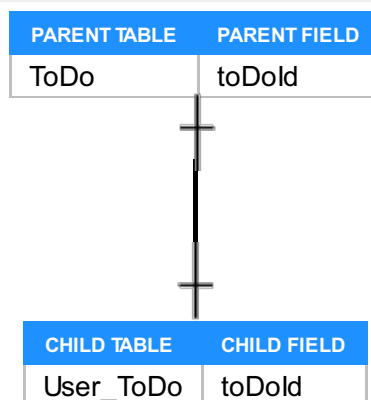 PARENT TABLE PARENT FIELD
ToDo toDoId
CHILD TABLE CHILD FIELD
User_ToDo toDoId